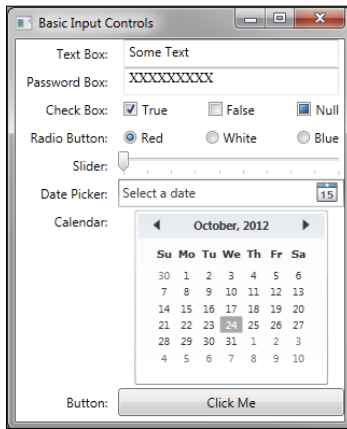 Basic Input Controls
Text Box: Some Text
Password Box: XXXXXXXXX
Check Box: True False Null
Radio Button: Red White Blue
Slider:
Date Picker: Select a date 15
Calendar: October, 2012
Su Mo Tu We Th Fr Sa
30 1 2 3 4 5 6
7 8 9 10 11 12 13
14 15 16 17 18 19 20
21 22 23 24 25 26 27
28 29 30 31 1 2 3
4 5 6 7 8 9 10
Button: Click Me